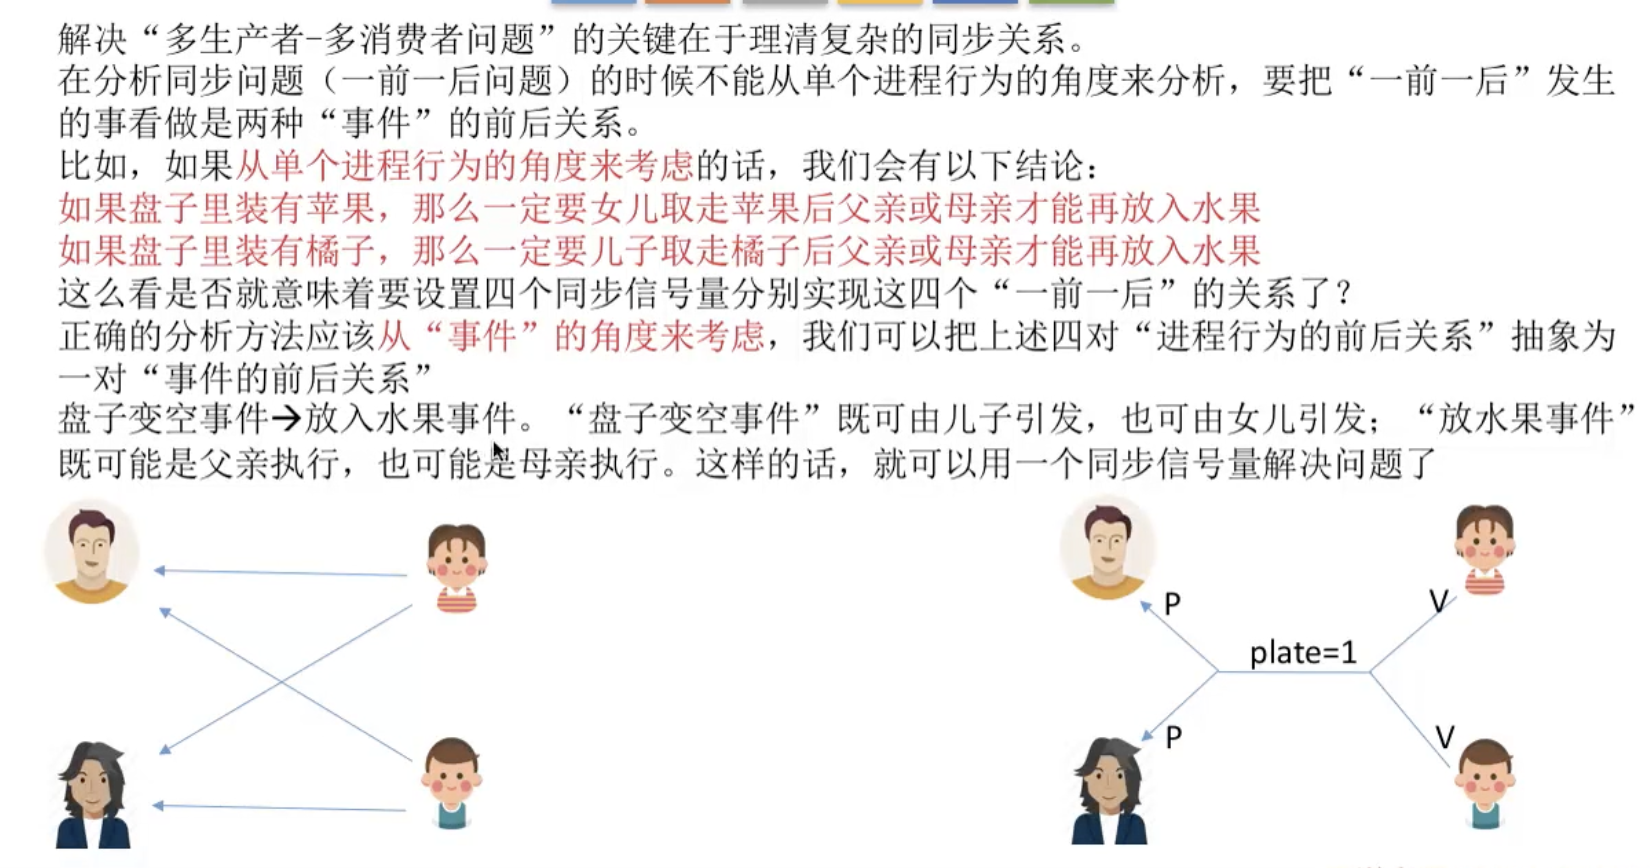 解决“多生产者-多消费者问题”的关键在于理清复杂的同步关系。
在分析同步问题（一前一后问题）的时候不能从单个进程行为的角度来分析，要把“一前一后”发生
的事看做是两种“事件”的前后关系。
比如，如果从单个进程行为的角度来考虑的话，我们会有以下结论：
如果盘子里装有苹果，那么一定要女儿取走苹果后父亲或母亲才能再放入水果
如果盘子里装有橘子，那么一定要儿子取走橘子后父亲或母亲才能再放入水果
这么看是否就意味着要设置四个同步信号量分别实现这四个“一前一后”的关系了？
正确的分析方法应该从“事件”的角度来考虑，我们可以把上述四对“进程行为的前后关系”抽象为
一对“事件的前后关系”
盘子变空事件→放入水果事件。“盘子变空事件”既可由儿子引发，也可由女儿引发；“放水果事件”
既可能是父亲执行，也可能是母亲执行。这样的话，就可以用一个同步信号量解决问题了
P
V
plate=1
P
V